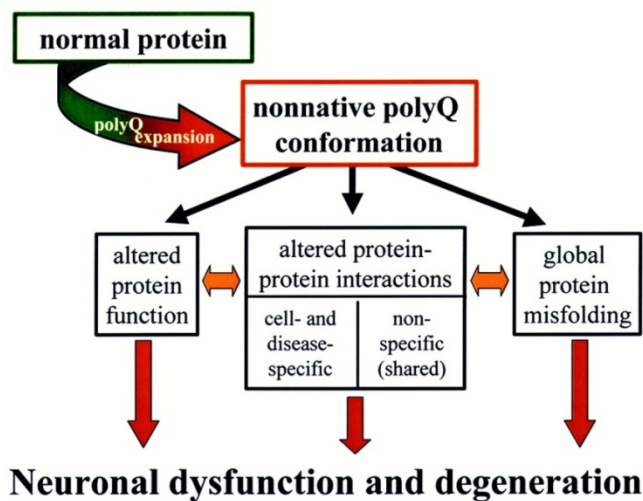 normal protein
polyQ expansion
nonnative polyQ
conformation
altered
protein
function
altered protein-
protein interactions
cell- and
disease-
specific
non-
specific
(shared)
global
protein
misfolding
Neuronal dysfunction and degeneration